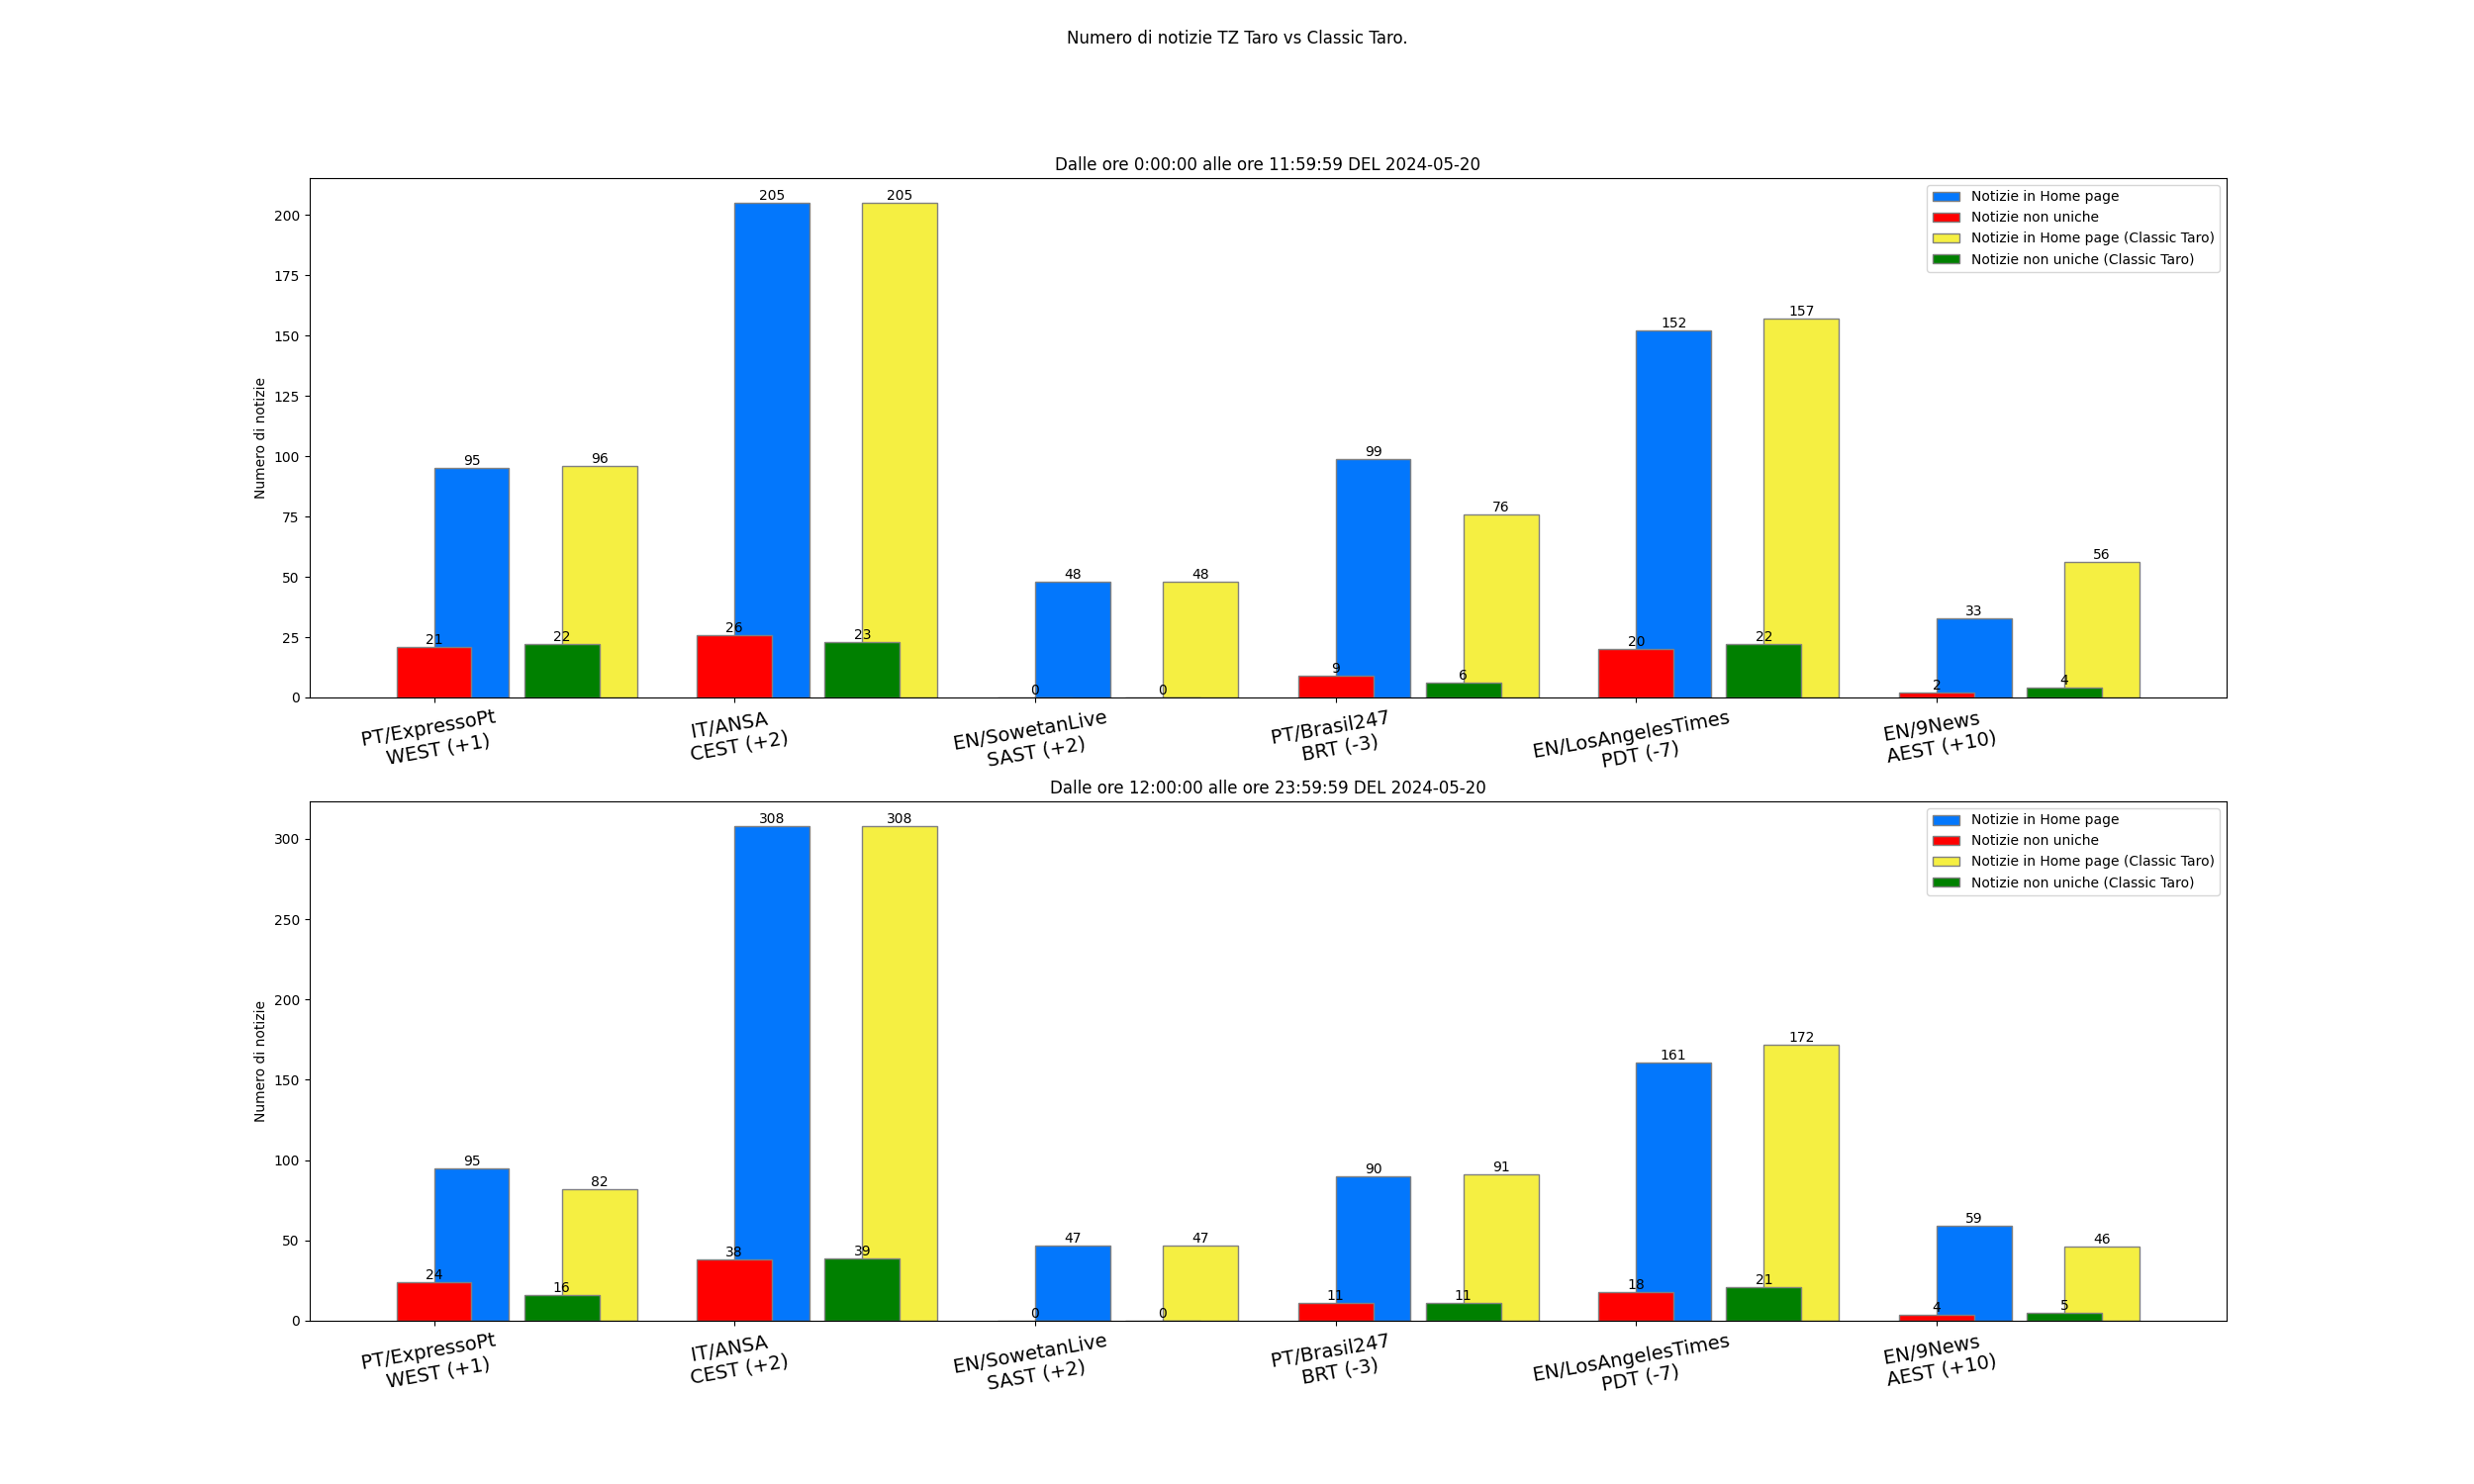 Numero di notizie TZ Taro vs Classic Taro.
Dalle ore 0:00:00 alle ore 11:59:59 DEL 2024-05-20
Numero di notizie
200
175
150
125
100
75
50
25
0
Notizie in Home page
Notizie non uniche
Notizie in Home page (Classic Taro)
Notizie non uniche (Classic Taro)
21
95
22
96
26
205
23
205
0
48
0
48
9
99
6
76
20
152
22
157
2
33
4
56
PT/ExpressoPt
WEST (+1)
IT/ANSA
CEST (+2)
EN/SowetanLive
SAST (+2)
PT/Brasil247
BRT (-3)
EN/LosAngelesTimes
PDT (-7)
EN/9News
AEST (+10)
Dalle ore 12:00:00 alle ore 23:59:59 DEL 2024-05-20
Numero di notizie
300
250
200
150
100
50
0
Notizie in Home page
Notizie non uniche
Notizie in Home page (Classic Taro)
Notizie non uniche (Classic Taro)
24
95
16
82
38
308
39
308
0
47
0
47
11
90
11
91
18
161
21
172
4
59
5
46
PT/ExpressoPt
WEST (+1)
IT/ANSA
CEST (+2)
EN/SowetanLive
SAST (+2)
PT/Brasil247
BRT (-3)
EN/LosAngelesTimes
PDT (-7)
EN/9News
AEST (+10)